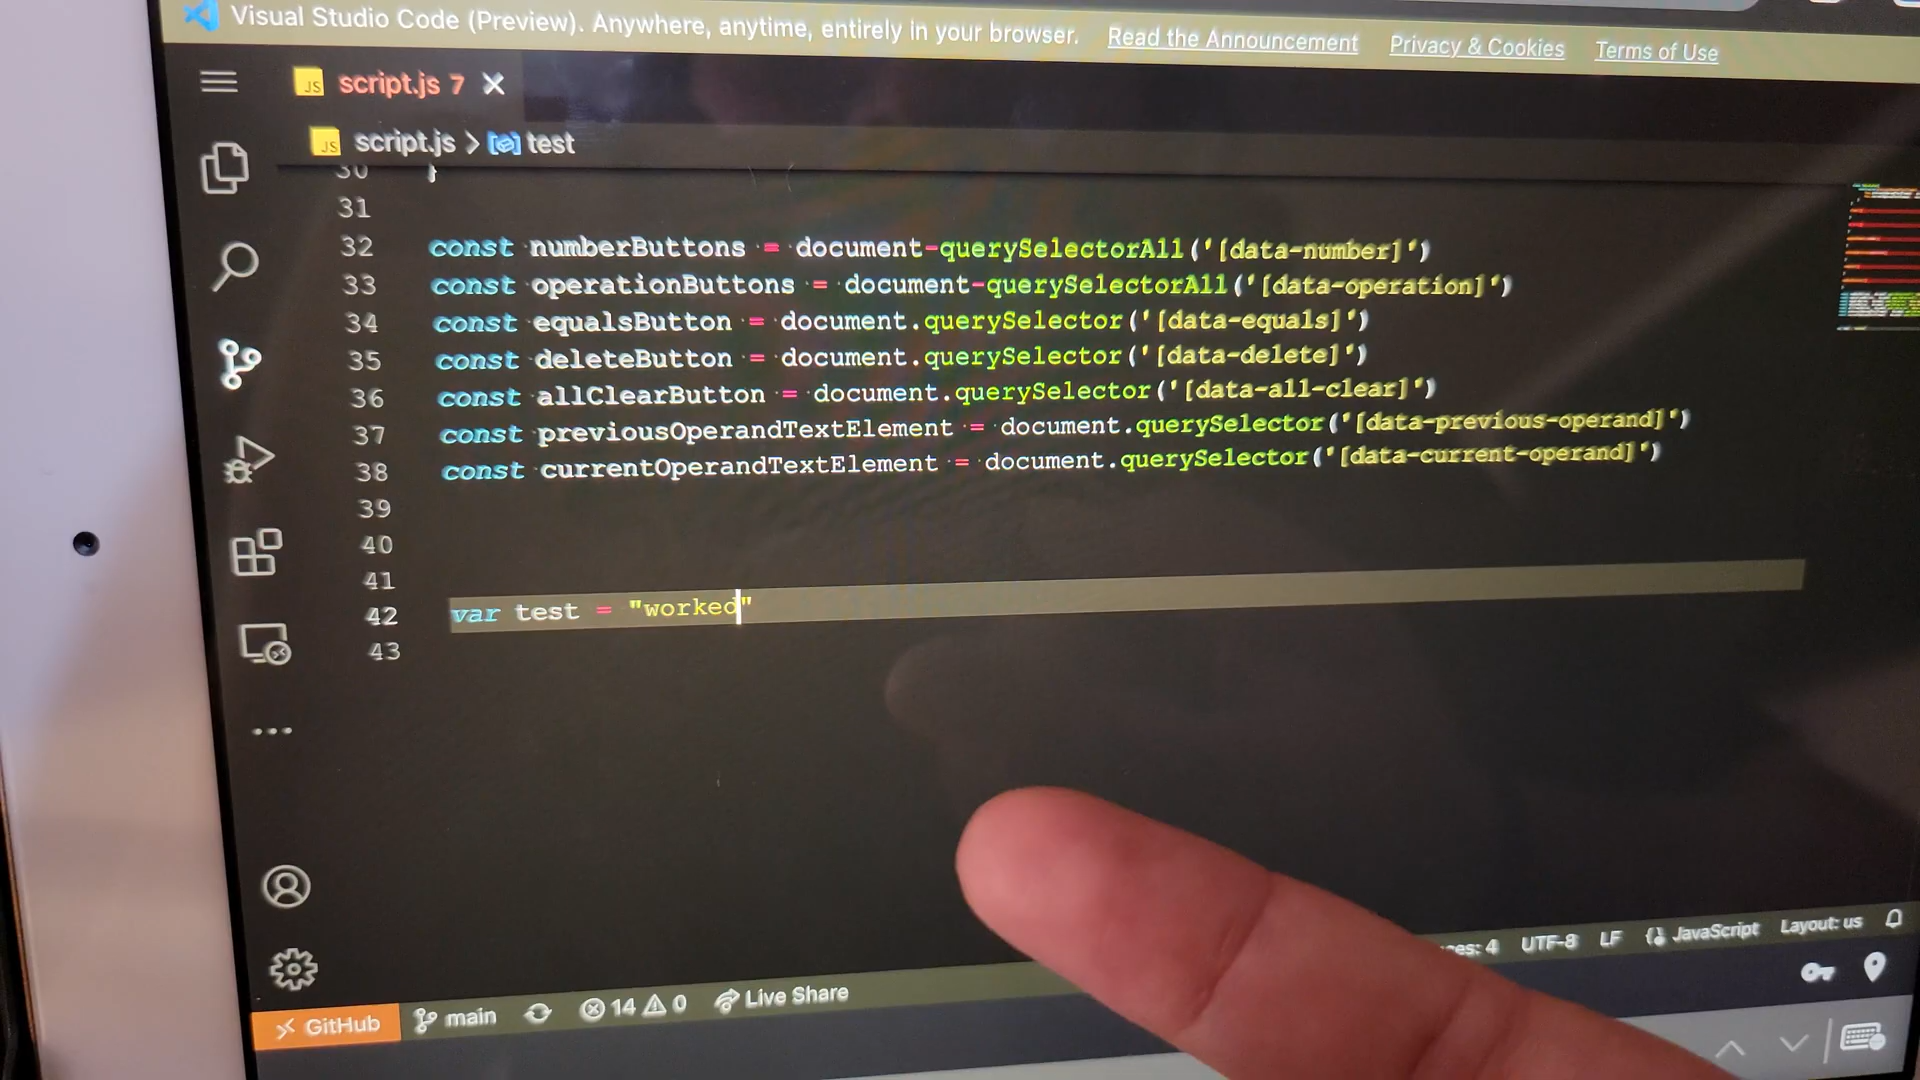 Visual Studio Code (Preview). Anywhere, anytime, entirely in your browser. Read the Announcement Privacy & Cookies Terms of Use
JS script.js 7
JS script.js > test
30 }
31
32 const numberButtons = document-querySelectorAll('[data-number]')
33 const operationButtons = document-querySelectorAll('[data-operation]')
34 const equalsButton = document.querySelector('[data-equals]')
35 const deleteButton = document.querySelector('[data-delete]')
36 const allClearButton = document.querySelector('[data-all-clear]')
37 const previousOperandTextElement = document.querySelector('[data-previous-operand]')
38 const currentOperandTextElement = document.querySelector('[data-current-operand]')
39
40
41
42 var test = "worked"
43
GitHub main 14 0 Live Share 4 UTF-8 LF JavaScript Layout: us